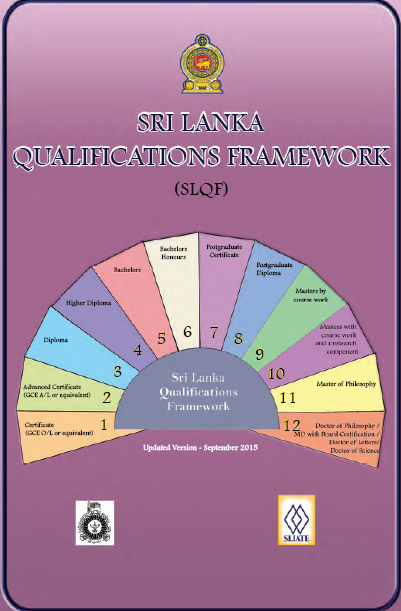 SRI LANKA
QUALIFICATIONS FRAMEWORK
(SLQF)
Certificate
(GCE O/L or equivalent)
1
Advanced Certificate
(GCE A/L or equivalent)
2
Diploma
3
Higher Diploma
4
Bachelors
5
Bachelors
Honours
6
Postgraduate
Certificate
7
Postgraduate
Diploma
8
Masters by
course work
9
Masters with
course work
and a research
component
10
Master of Philosophy
11
12
Doctor of Philosophy /
MD with Board Certification /
Doctor of Letters/
Doctor of Science
Sri Lanka
Qualifications
Framework
Updated Version - September 2015
SLIATE